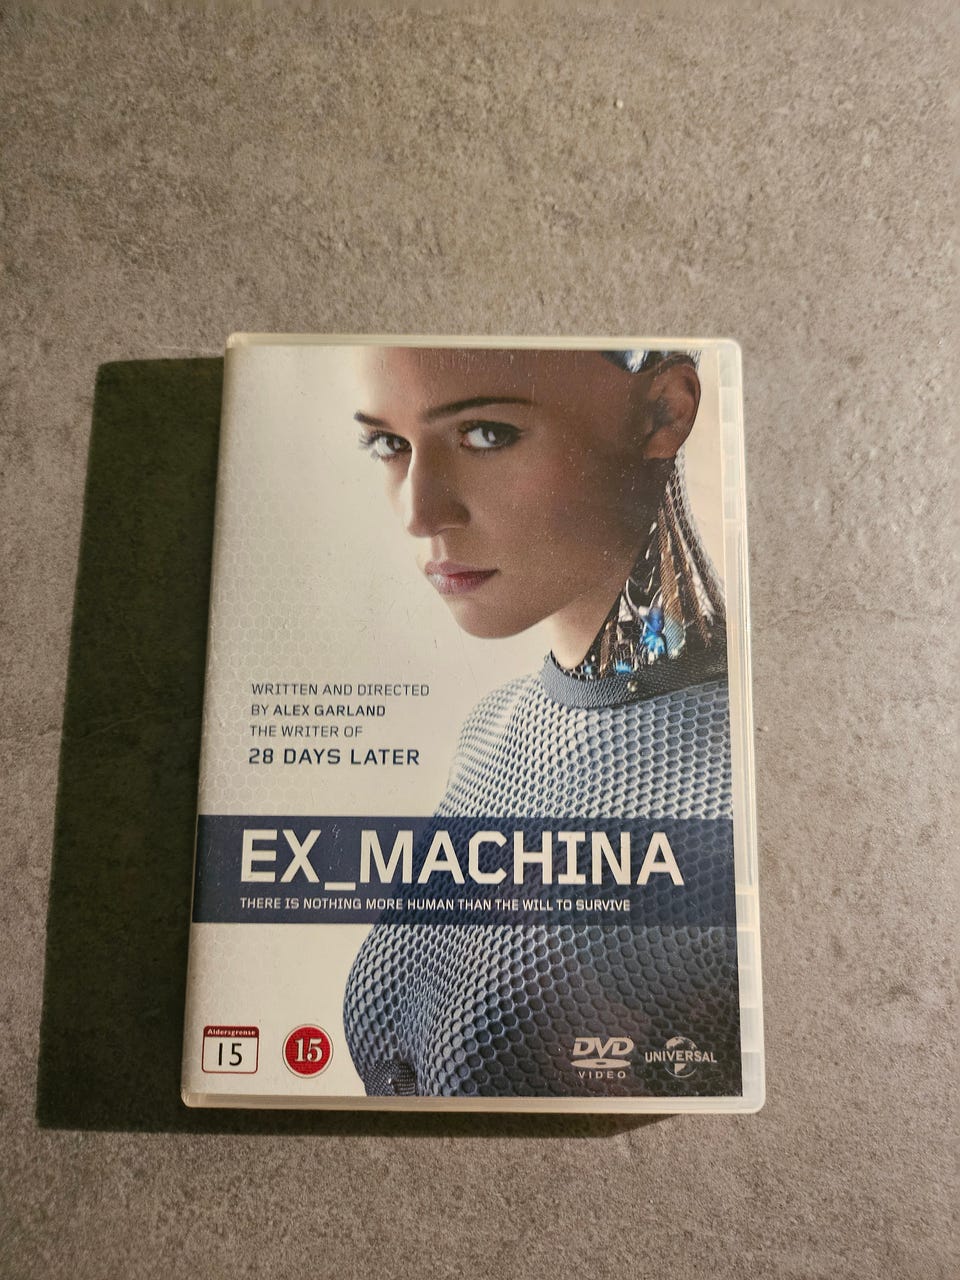 WRITTEN AND DIRECTED
BY ALEX GARLAND
THE WRITER OF
28 DAYS LATER
EX_MACHINA
THERE IS NOTHING MORE HUMAN THAN THE WILL TO SURVIVE
Aldersgrense
15
15
DVD
VIDEO
UNIVERSAL